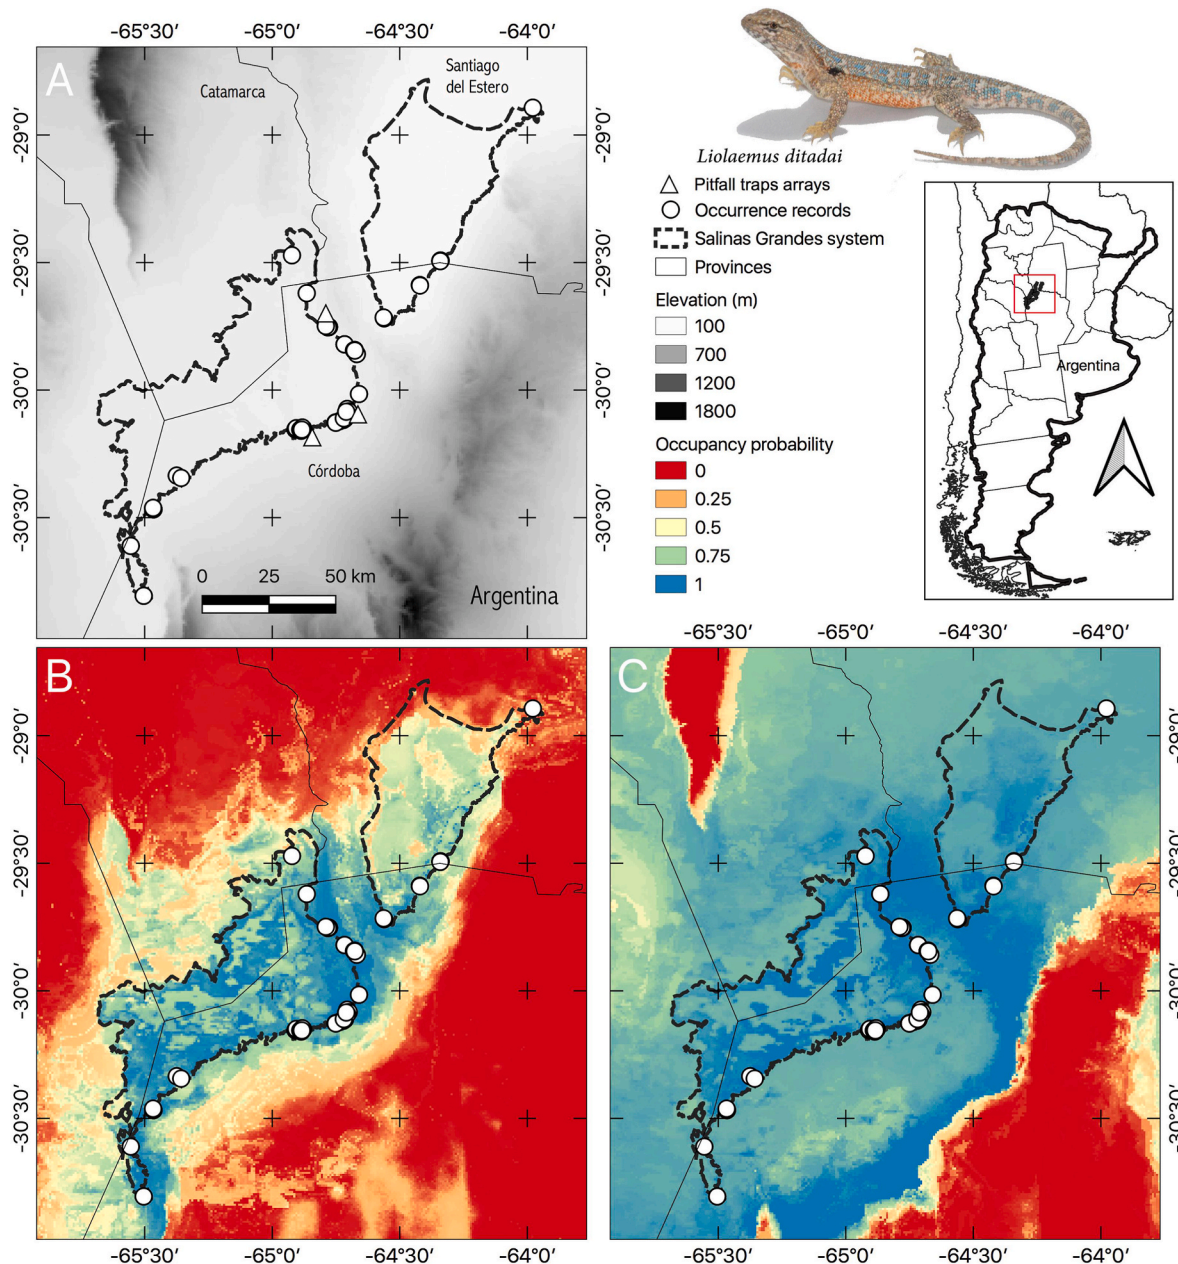 -65°30′ -65°0′ -64°30′ -64°0′
A
Catamarca
Santiago
del Estero
-29°0′
-29°0′
-29°30′
-29°30′
-30°0′
-30°0′
Córdoba
-30°30′
-30°30′
0 25 50 km
Argentina
Liolaemus ditadai
Pitfall traps arrays
Occurrence records
Salinas Grandes system
Provinces
Elevation (m)
100
700
1200
1800
Occupancy probability
0
0.25
0.5
0.75
1
Argentina
-65°30′ -65°0′ -64°30′ -64°0′
B
C
-29°0′
-29°0′
-29°30′
-29°30′
-30°0′
-30°0′
-30°30′
-30°30′
-65°30′ -65°0′ -64°30′ -64°0′
-65°30′ -65°0′ -64°30′ -64°0′